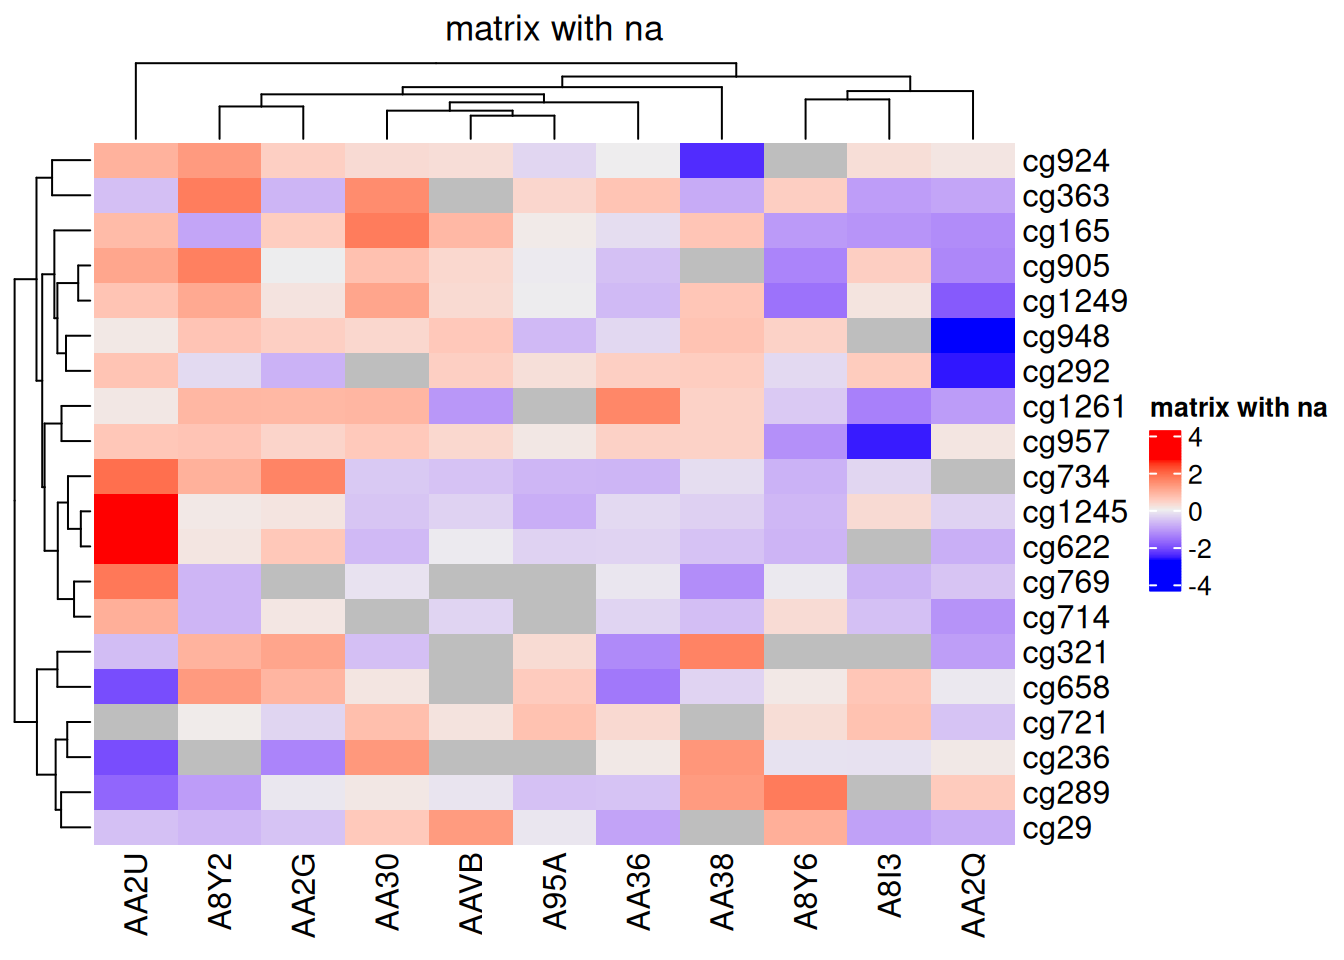 matrix with na
cg924
cg363
cg165
cg905
cg1249
cg948
cg292
cg1261
cg957
cg734
cg1245
cg622
cg769
cg714
cg321
cg658
cg721
cg236
cg289
cg29
matrix with na
4
2
0
-2
-4
AA2U
A8Y2
AA2G
AA30
AAVB
A95A
AA36
AA38
A8Y6
A8I3
AA2Q